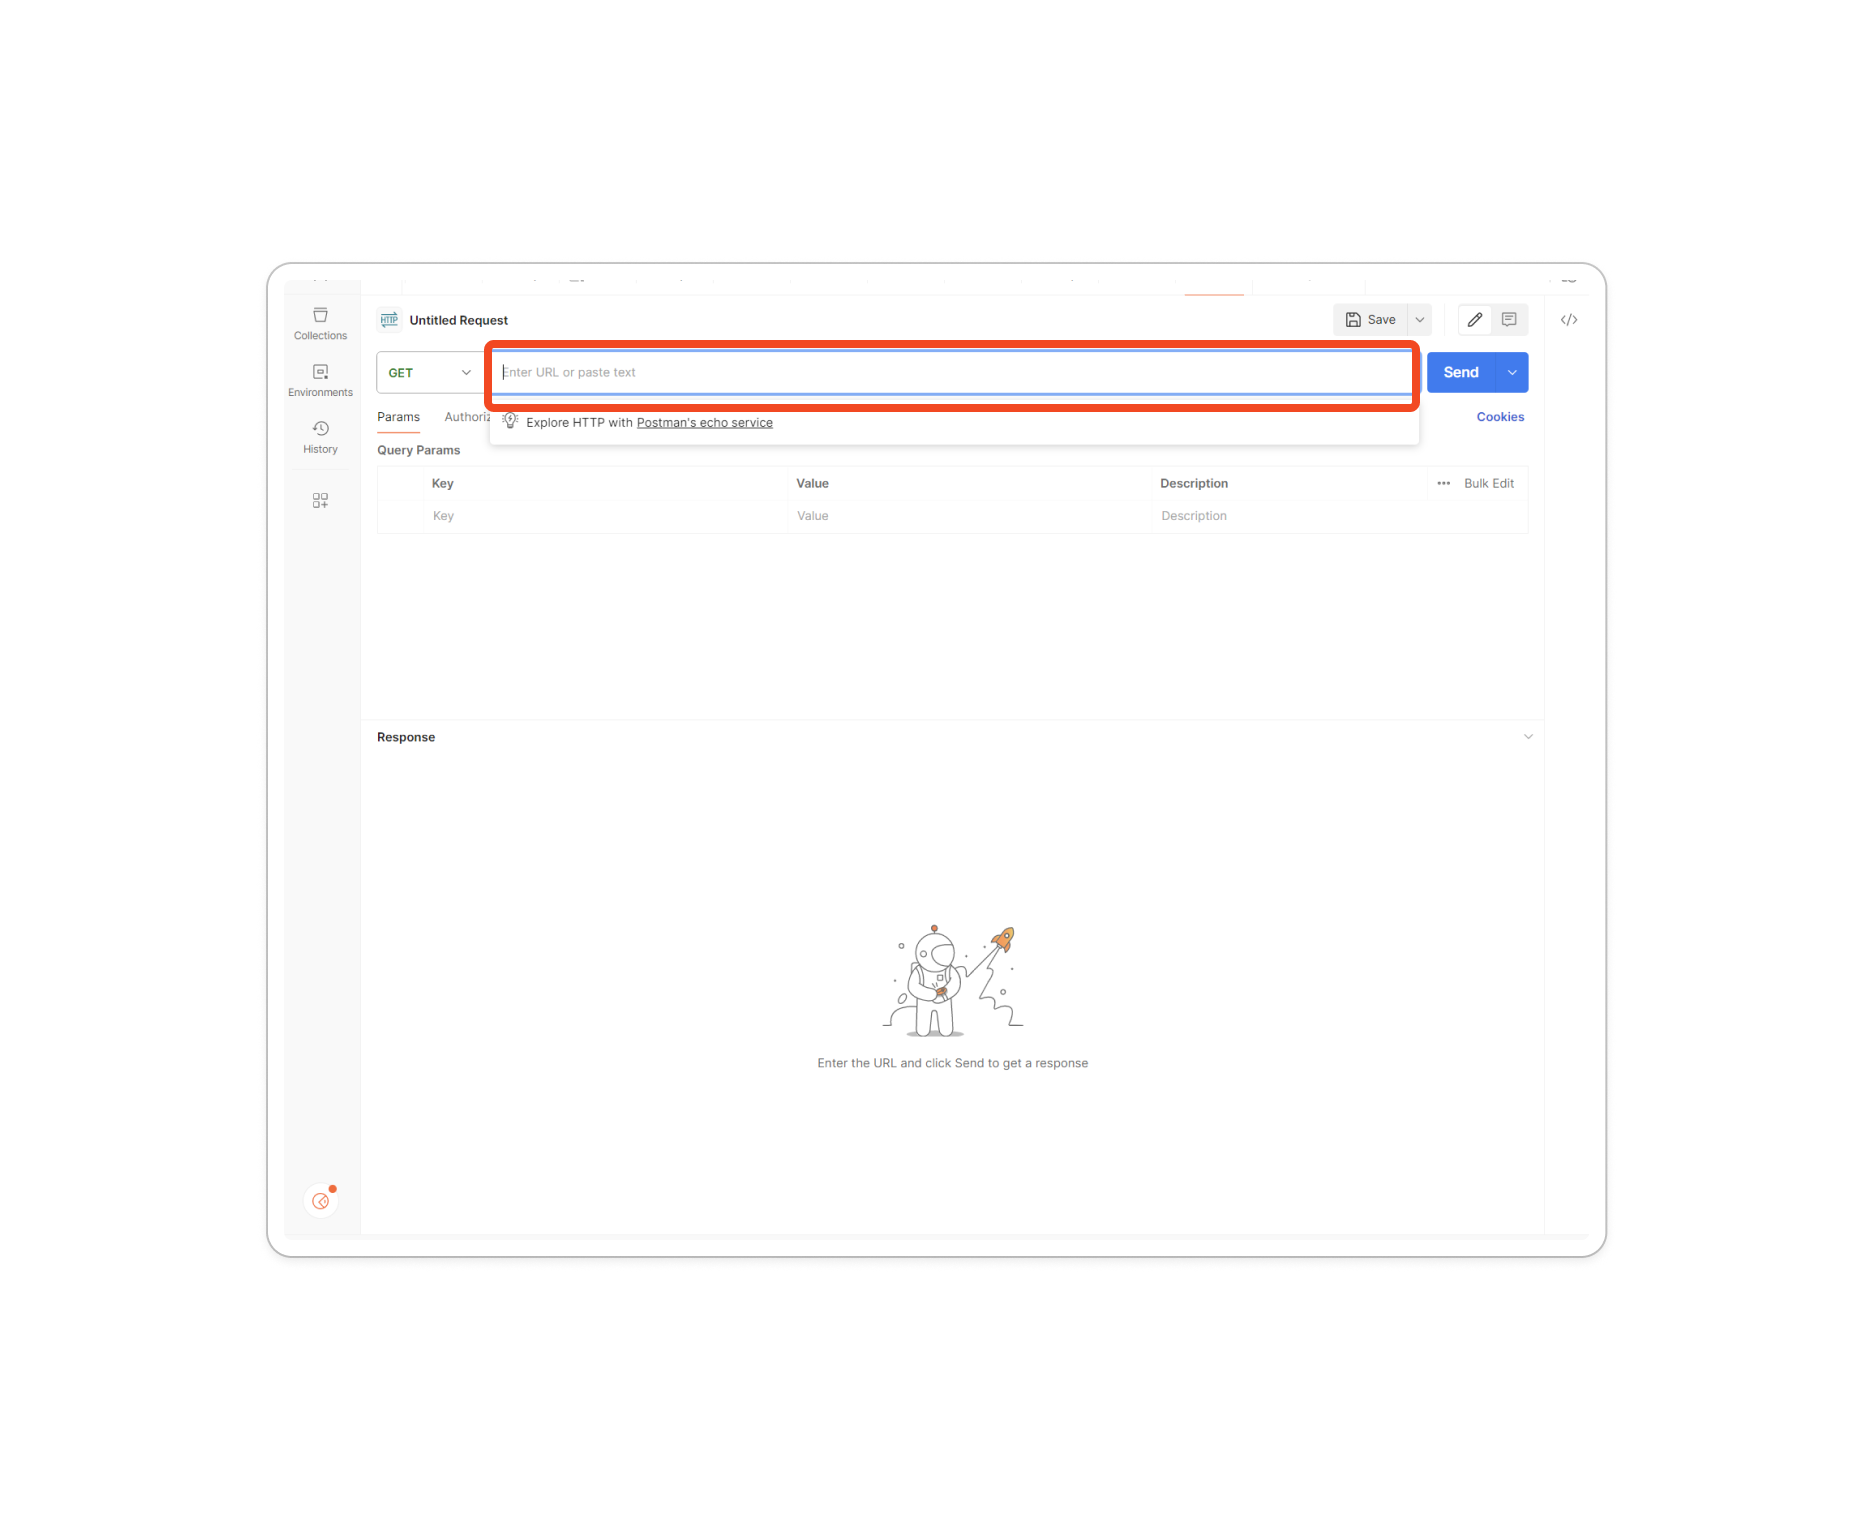 Collections
Environments
History
HTTP Untitled Request
Save
GET
Enter URL or paste text
Send
Params Authoriz
Explore HTTP with Postman's echo service
Cookies
Query Params
Key Value Description Bulk Edit
Key Value Description
Response
Enter the URL and click Send to get a response